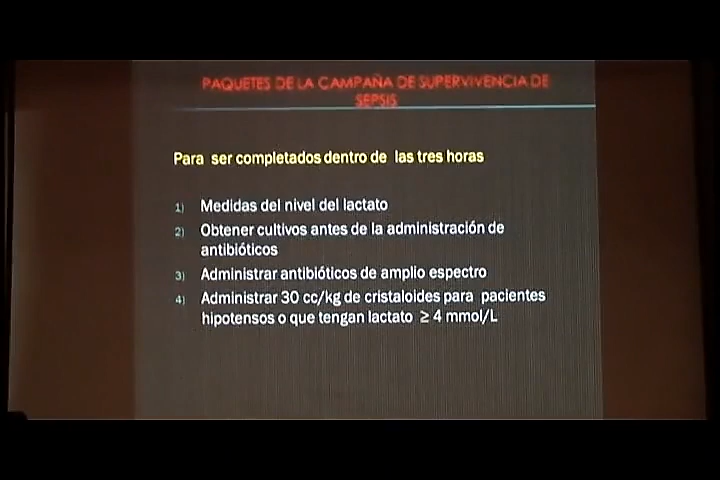 PAQUETES DE LA CAMPAÑA DE SUPERVIVENCIA DE
SEPSIS
Para ser completados dentro de las tres horas
1) Medidas del nivel del lactato
2) Obtener cultivos antes de la administración de
antibióticos
3) Administrar antibióticos de amplio espectro
4) Administrar 30 cc/kg de cristaloides para pacientes
hipotensos o que tengan lactato ≥ 4 mmol/L